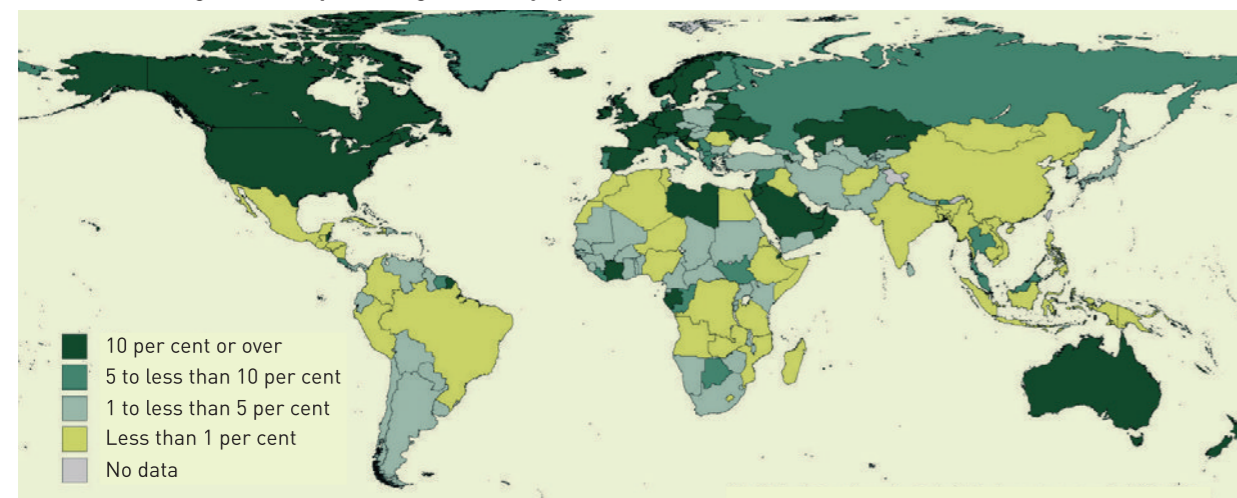 10 per cent or over
5 to less than 10 per cent
1 to less than 5 per cent
Less than 1 per cent
No data